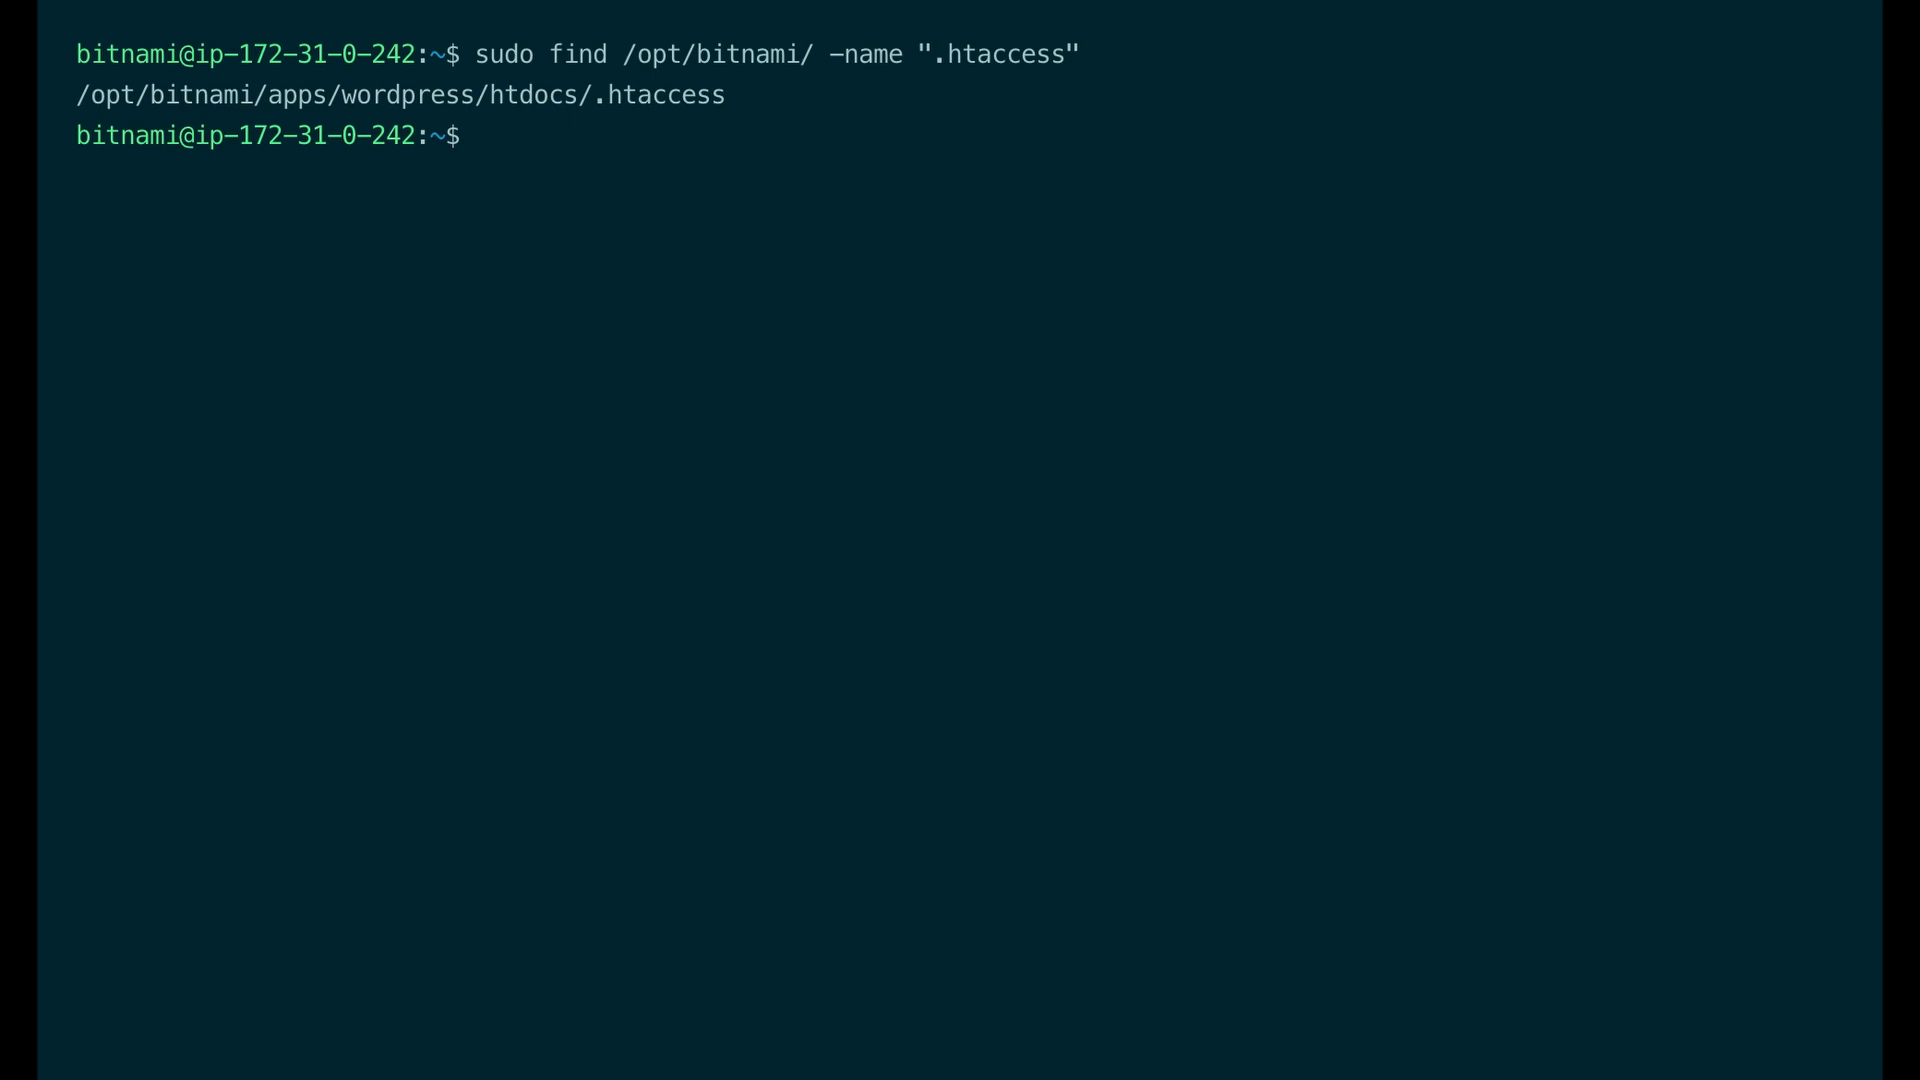 bitnami@ip-172-31-0-242:~$ sudo find /opt/bitnami/ -name ".htaccess"
/opt/bitnami/apps/wordpress/htdocs/.htaccess
bitnami@ip-172-31-0-242:~$